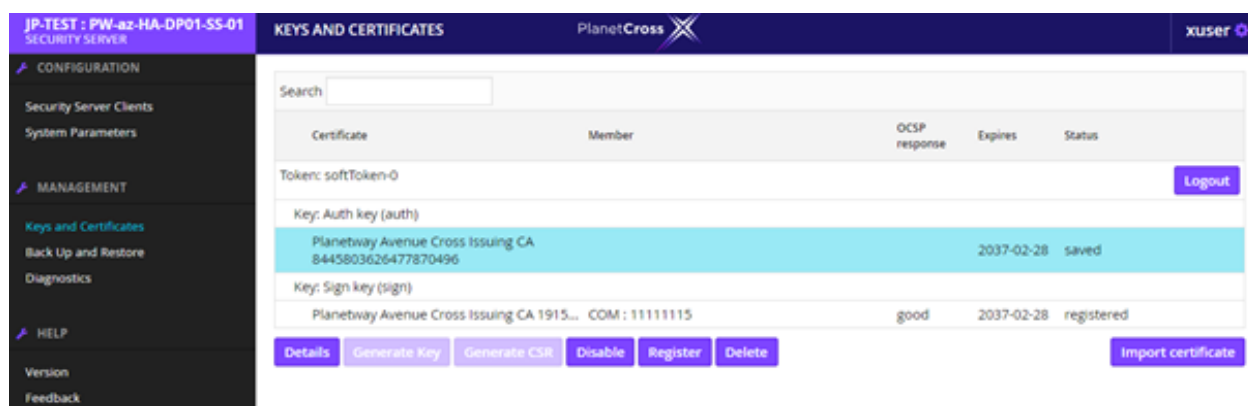 JP-TEST : PW-az-HA-DP01-SS-01
SECURITY SERVER
KEYS AND CERTIFICATES
PlanetCross
xuser
CONFIGURATION
Security Server Clients
System Parameters
MANAGEMENT
Keys and Certificates
Back Up and Restore
Diagnostics
HELP
Version
Feedback
Search
Certificate Member OCSP response Expires Status
Token: softToken-0 Logout
Key: Auth key (auth)
Planetway Avenue Cross Issuing CA
8445803626477870496 2037-02-28 saved
Key: Sign key (sign)
Planetway Avenue Cross Issuing CA 1915... COM : 11111115 good 2037-02-28 registered
Details Generate Key Generate CSR Disable Register Delete Import certificate